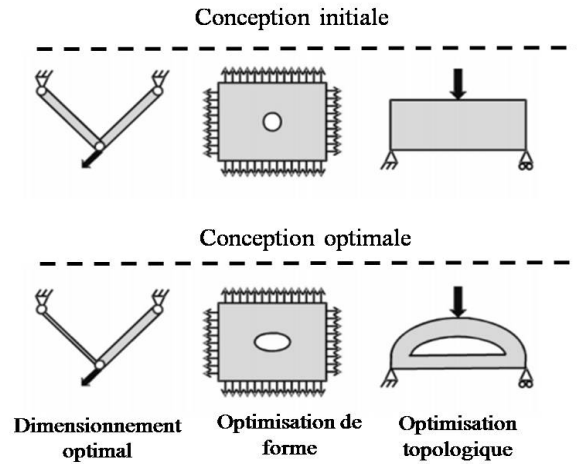 Conception initiale
Conception optimale
Dimensionnement
optimal
Optimisation de
forme
Optimisation
topologique